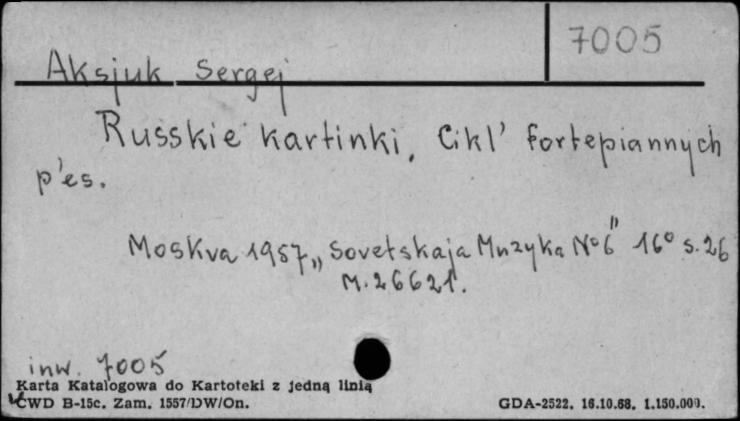 7005
Aksjuk Sergej
Russkie kartinki. Cikl' fortepiannych
p'es.
Moskva 1957 „Sovetskaja Muzyka No 6" 16° s. 26
M. 26621.
inw. 7005
Karta Katalogowa do Kartoteki z jedną linią
CWD B-15c. Zam. 1557/DW/On.
GDA-2522. 16.10.68. 1.150.000.